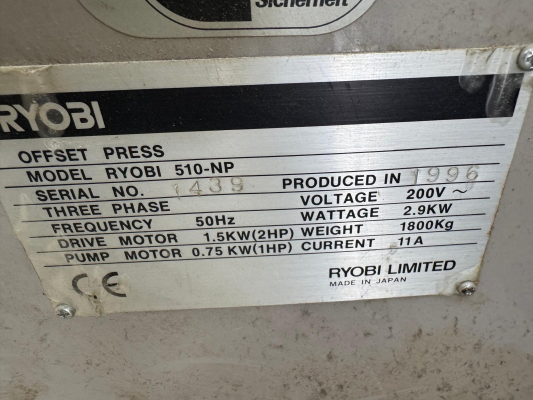 Sicherheit
RYOBI
OFFSET PRESS
MODEL RYOBI 510-NP
SERIAL NO. 1439 PRODUCED IN 1996
THREE PHASE VOLTAGE 200V ~
FREQUENCY 50Hz WATTAGE 2.9KW
DRIVE MOTOR 1.5KW(2HP) WEIGHT 1800Kg
PUMP MOTOR 0.75 KW(1HP) CURRENT 11A
CE
RYOBI LIMITED
MADE IN JAPAN